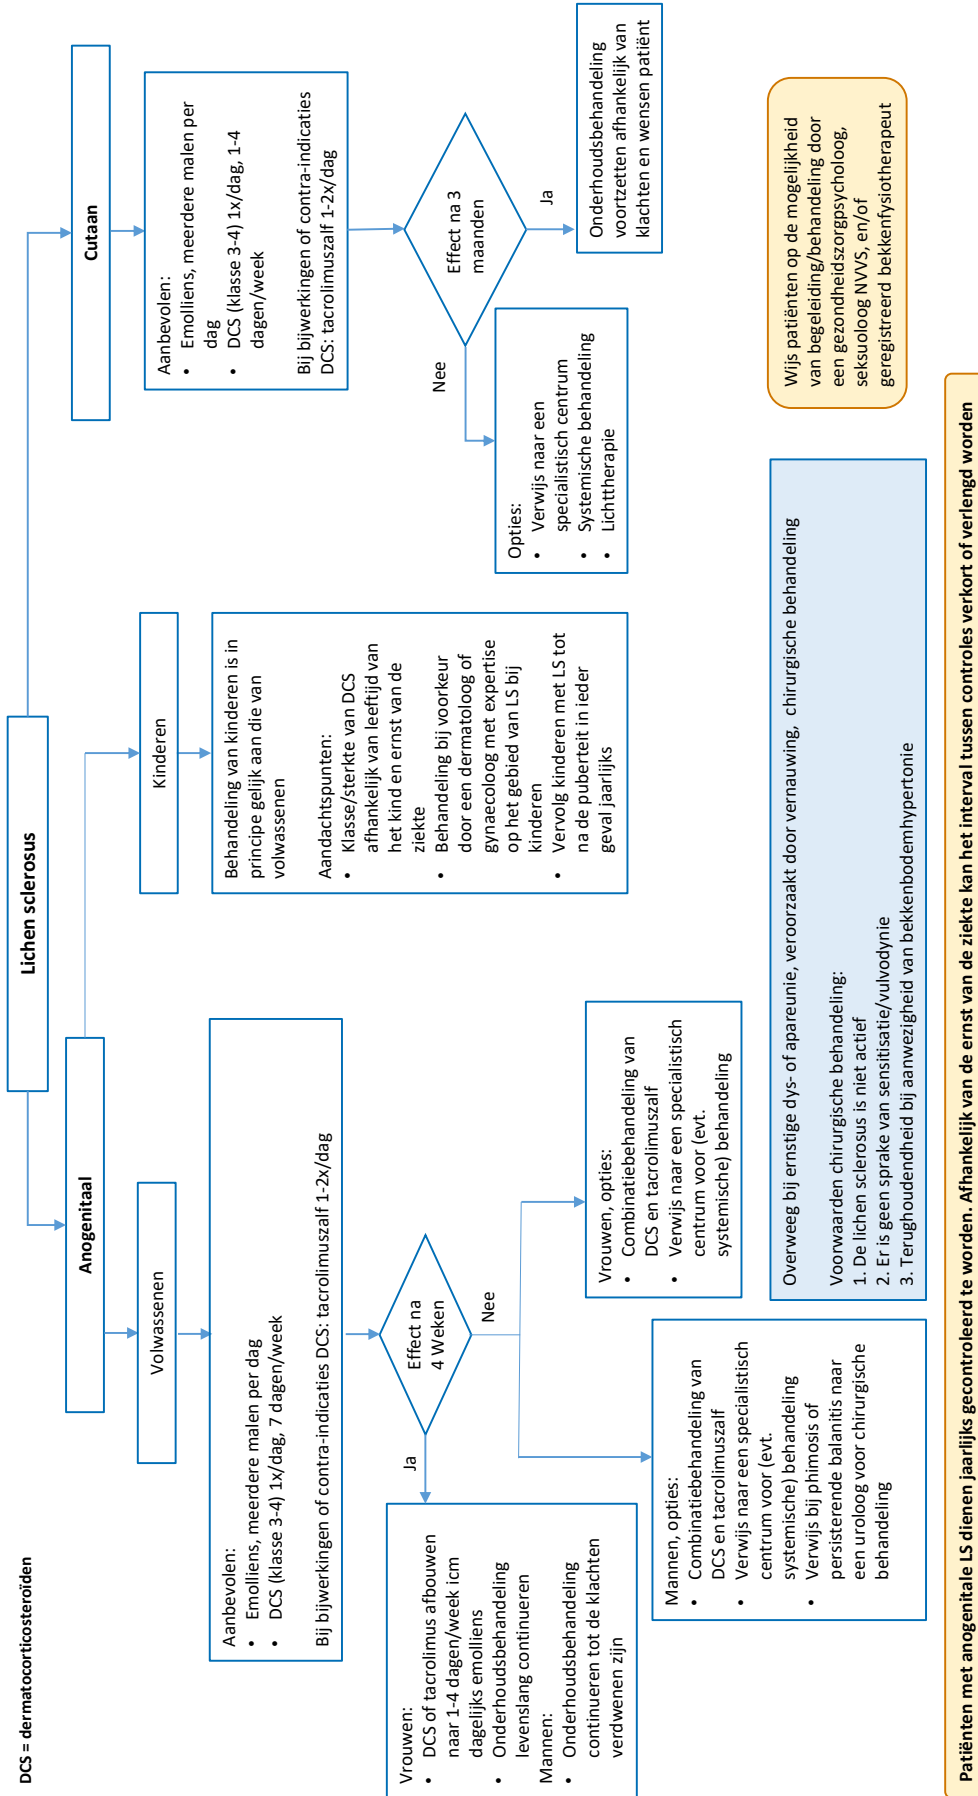 DCS = dermatocorticosteroïden
Lichen sclerosus
Anogenitaal
Cutaan
Volwassenen
Kinderen
Aanbevolen:
• Emolliens, meerdere malen per dag
• DCS (klasse 3-4) 1x/dag, 7 dagen/week
Bij bijwerkingen of contra-indicaties DCS: tacrolimuszalf 1-2x/dag
Effect na
4 Weken
Ja
Nee
Vrouwen:
• DCS of tacrolimus afbouwen
naar 1-4 dagen/week icm
dagelijks emolliens
• Onderhoudsbehandeling
levenslang continueren
Mannen:
• Onderhoudsbehandeling
continueren tot de klachten
verdwenen zijn
Mannen, opties:
• Combinatiebehandeling van
DCS en tacrolimuszalf
• Verwijs naar een specialistisch
centrum voor (evt.
systemische) behandeling
• Verwijs bij phimosis of
persisterende balanitis naar
een uroloog voor chirurgische
behandeling
Vrouwen, opties:
• Combinatiebehandeling van
DCS en tacrolimuszalf
• Verwijs naar een specialistisch
centrum voor (evt.
systemische) behandeling
Behandeling van kinderen is in
principe gelijk aan die van
volwassenen
Aandachtspunten:
• Klasse/sterkte van DCS
afhankelijk van leeftijd van
het kind en ernst van de
ziekte
• Behandeling bij voorkeur
door een dermatoloog of
gynaecoloog met expertise
op het gebied van LS bij
kinderen
• Vervolg kinderen met LS tot
na de puberteit in ieder
geval jaarlijks
Aanbevolen:
• Emolliens, meerdere malen per
dag
• DCS (klasse 3-4) 1x/dag, 1-4
dagen/week
Bij bijwerkingen of contra-indicaties
DCS: tacrolimuszalf 1-2x/dag
Effect na 3
maanden
Nee
Ja
Opties:
• Verwijs naar een
specialistisch centrum
• Systemische behandeling
• Lichttherapie
Onderhoudsbehandeling
voortzetten afhankelijk van
klachten en wensen patiënt
Overweeg bij ernstige dys- of apareunie, veroorzaakt door vernauwing, chirurgische behandeling
Voorwaarden chirurgische behandeling:
1. De lichen sclerosus is niet actief
2. Er is geen sprake van sensitisatie/vulvodynie
3. Terughoudendheid bij aanwezigheid van bekkenbodemhypertonie
Wijs patiënten op de mogelijkheid
van begeleiding/behandeling door
een gezondheidszorgpsycholoog,
seksuoloog NVVS, en/of
geregistreerd bekkenfysiotherapeut
Patiënten met anogenitale LS dienen jaarlijks gecontroleerd te worden. Afhankelijk van de ernst van de ziekte kan het interval tussen controles verkort of verlengd worden